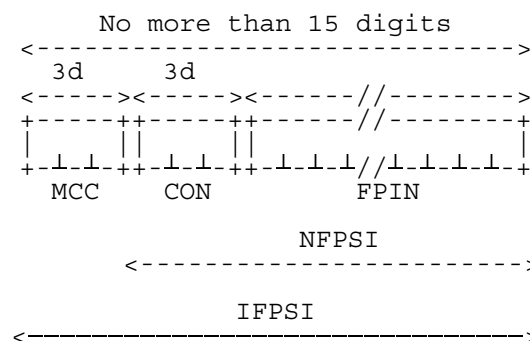 No more than 15 digits
3d 3d
MCC CON FPIN
NFPSI
IFPSI